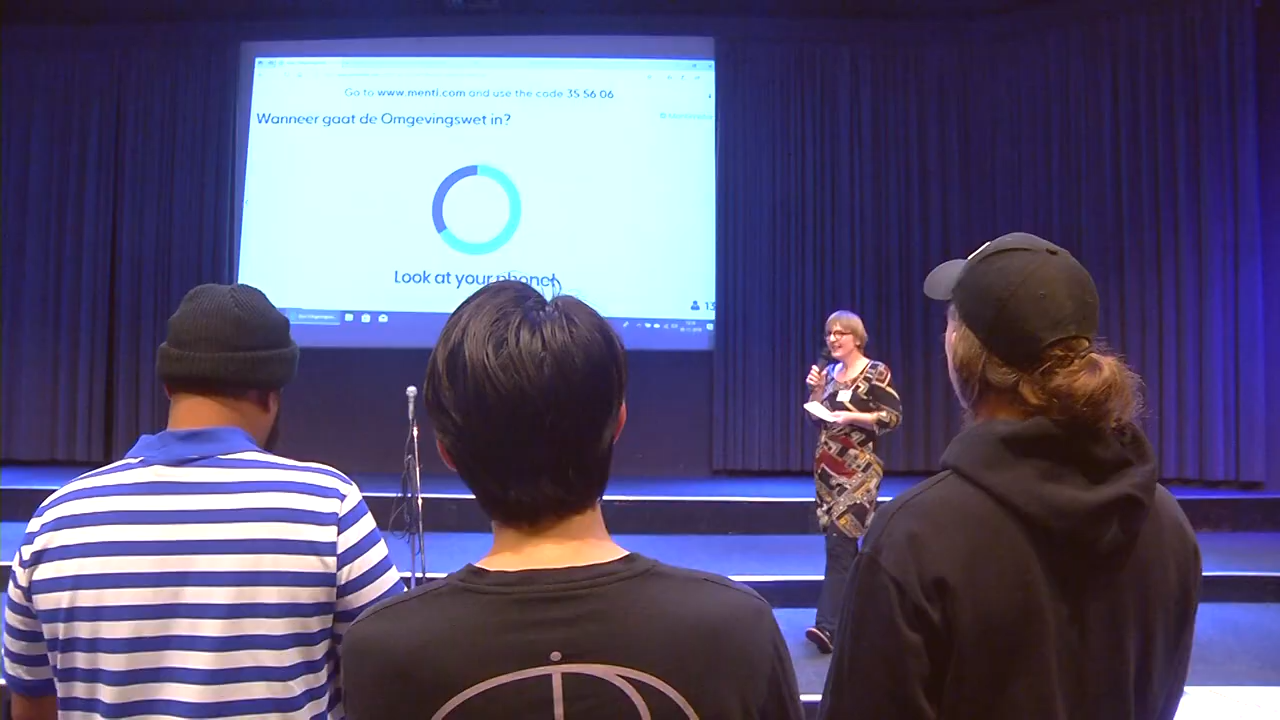 Go to www.menti.com and use the code 35 56 06
Wanneer gaat de Omgevingswet in?
Look at your phone!
13